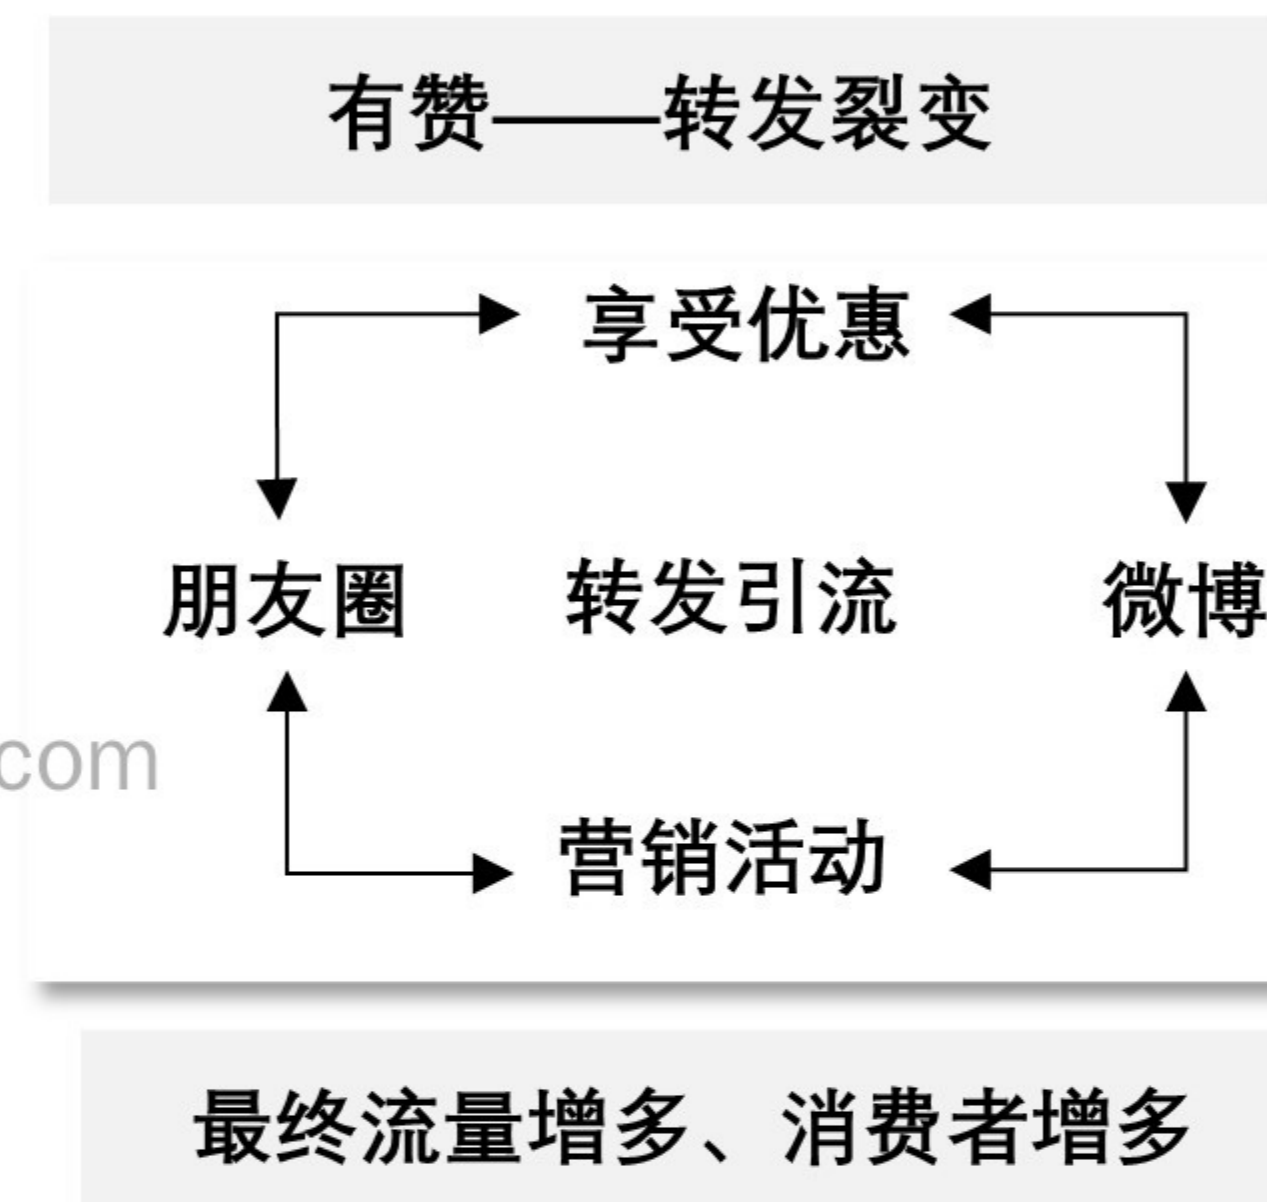 有赞——转发裂变
享受优惠
朋友圈 转发引流 微博
com
营销活动
最终流量增多、消费者增多